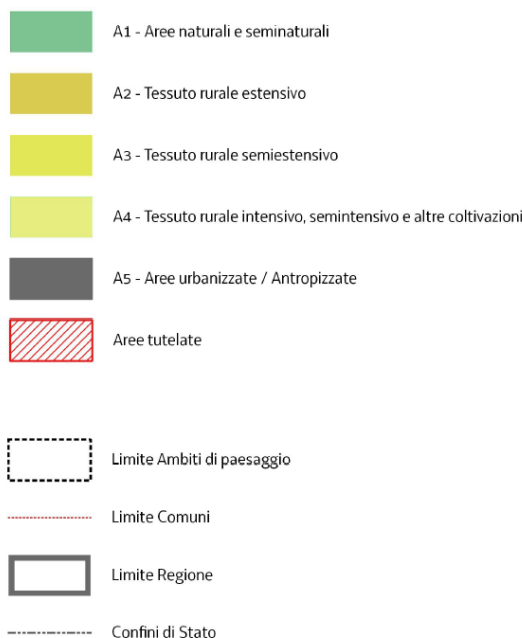 A1 - Aree naturali e seminaturali
A2 - Tessuto rurale estensivo
A3 - Tessuto rurale semiestensivo
A4 - Tessuto rurale intensivo, semintensivo e altre coltivazioni
A5 - Aree urbanizzate / Antropizzate
Aree tutelate
Limite Ambiti di paesaggio
Limite Comuni
Limite Regione
Confini di Stato